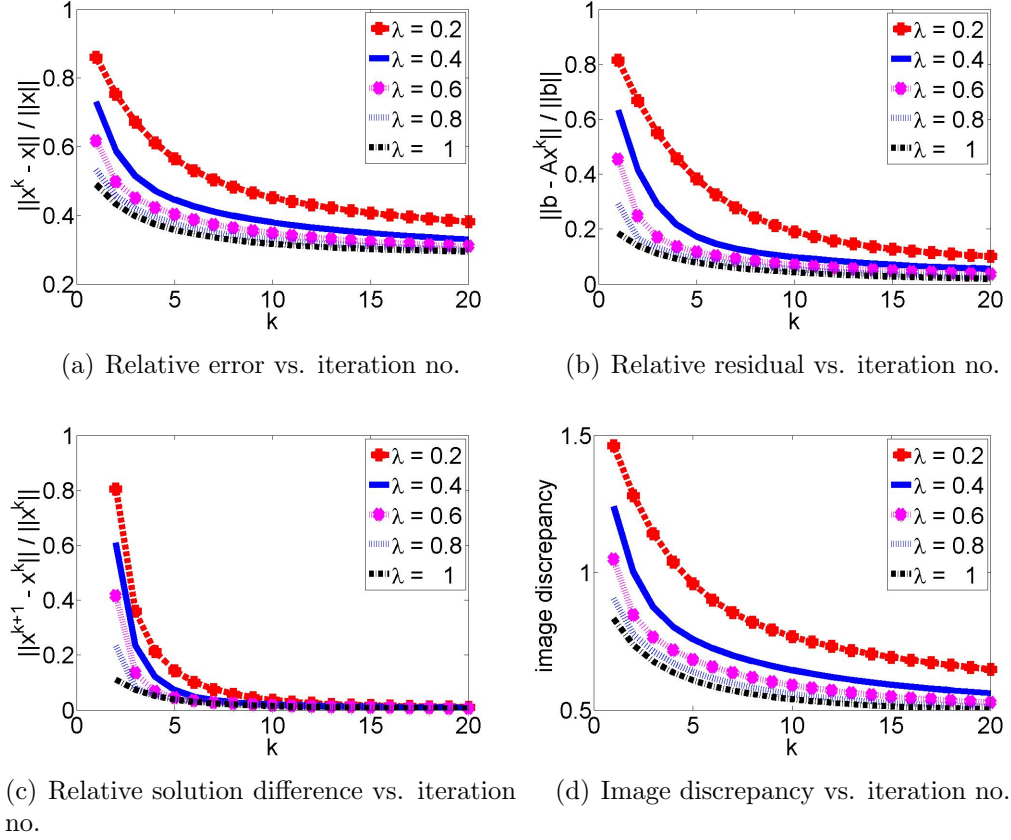 1
0.8
0.6
0.4
0.2
0
5
10
15
20
k
||x^k - x|| / ||x||
λ = 0.2
λ = 0.4
λ = 0.6
λ = 0.8
λ = 1
(a) Relative error vs. iteration no.
1
0.8
0.6
0.4
0.2
0
0
5
10
15
20
k
||b - Ax^k|| / ||b||
λ = 0.2
λ = 0.4
λ = 0.6
λ = 0.8
λ = 1
(b) Relative residual vs. iteration no.
1
0.8
0.6
0.4
0.2
0
0
5
10
15
20
k
||x^{k+1} - x^k|| / ||x^k||
λ = 0.2
λ = 0.4
λ = 0.6
λ = 0.8
λ = 1
(c) Relative solution difference vs. iteration
no.
1.5
1
0.5
0
5
10
15
20
k
image discrepancy
λ = 0.2
λ = 0.4
λ = 0.6
λ = 0.8
λ = 1
(d) Image discrepancy vs. iteration no.